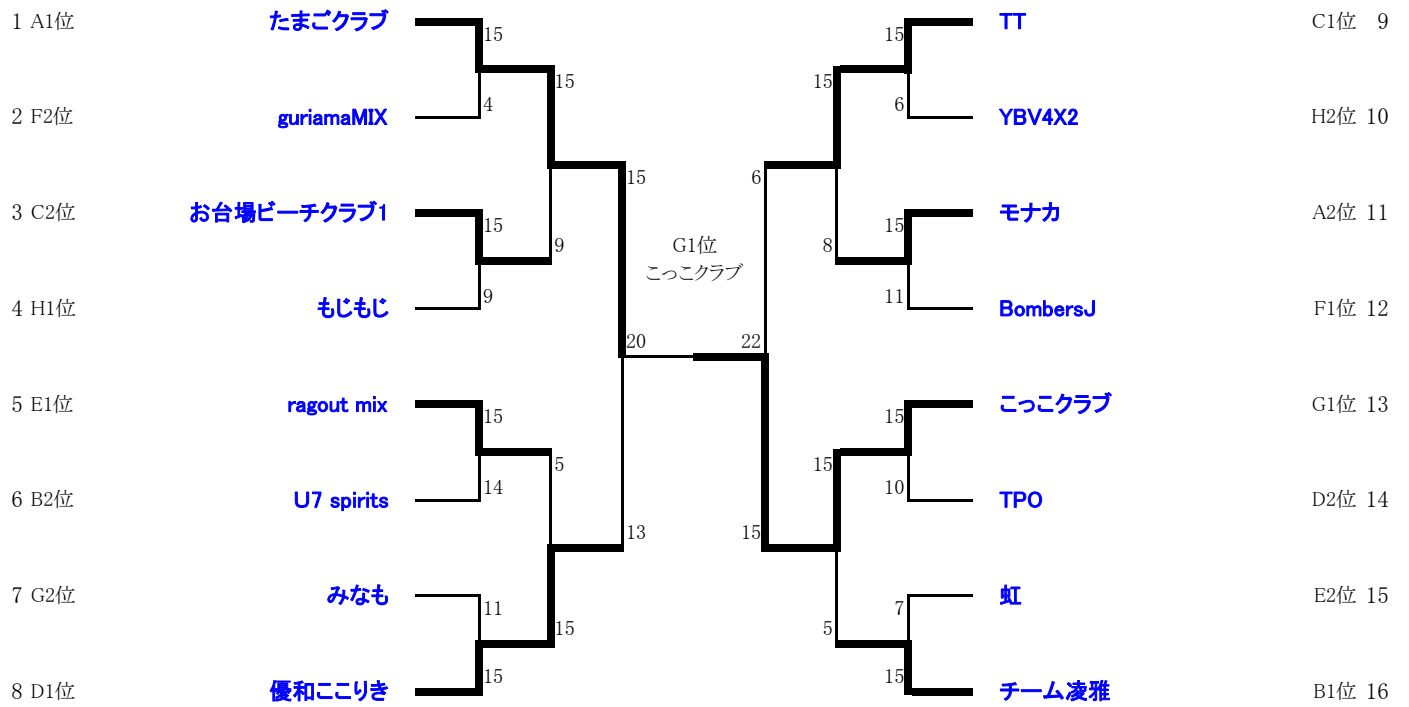 1 A1位 たまごクラブ 15 15 TT C1位 9
15 15
2 F2位 guriamaMIX 4 6 YBV4X2 H2位 10
15 6
3 C2位 お台場ビーチクラブ1 15 15 モナカ A2位 11
9 G1位 8
こっこクラブ
4 H1位 もじもじ 9 11 BombersJ F1位 12
20 22
5 E1位 ragout mix 15 15 こっこクラブ G1位 13
5 15
6 B2位 U7 spirits 14 10 TPO D2位 14
13 15
7 G2位 みなも 11 7 虹 E2位 15
15 5
8 D1位 優和ここりき 15 15 チーム凌雅 B1位 16